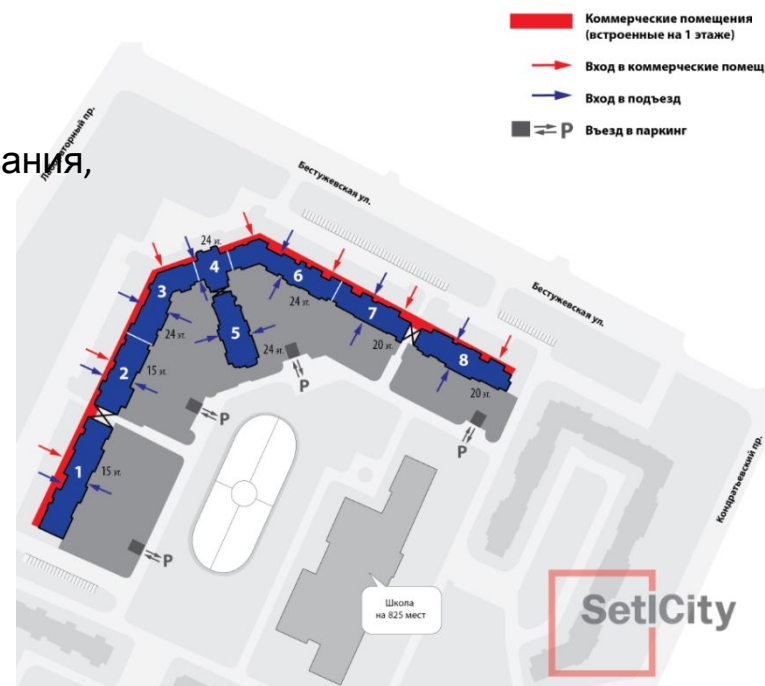 Коммерческие помещения
(встроенные на 1 этаже)
Вход в коммерческие помещ
Вход в подъезд
P Въезд в паркинг
ания,
Лабораторный пр.
Бестужевская ул.
Бестужевская ул.
Кондратьевский пр.
24 эт.
4
3
6
24 эт.
7
5
24 эт.
24 эт.
20 эт.
8
2
15 эт.
20 эт.
P
P
P
1
15 эт.
P
Школа
на 825 мест
SetlCity